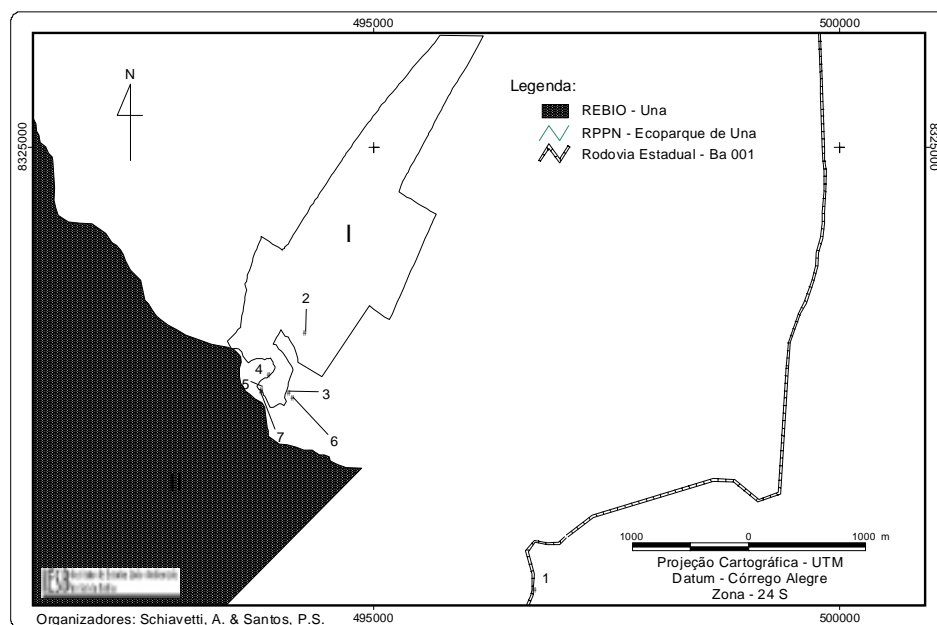 495000
500000
N
Legenda:
REBIO - Una
RPPN - Ecoparque de Una
Rodovia Estadual - Ba 001
8325000
8325000
I
2
4
5
3
7
6
II
1000 0 1000 m
Projeção Cartográfica - UTM
Datum - Córrego Alegre
Zona - 24 S
1
Organizadores: Schiavetti, A. & Santos, P.S.
495000
500000